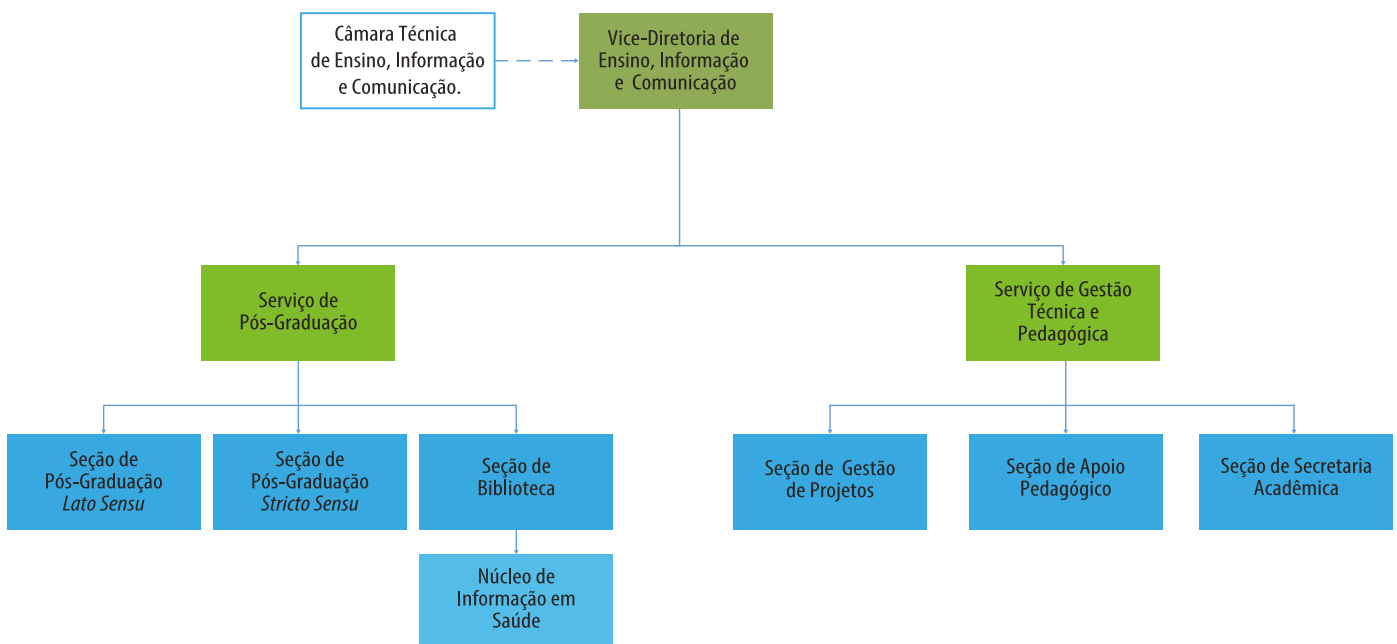 Câmara Técnica
de Ensino, Informação
e Comunicação.
Vice-Diretoria de
Ensino, Informação
e Comunicação
Serviço de
Pós-Graduação
Serviço de Gestão
Técnica e
Pedagógica
Seção de
Pós-Graduação
Lato Sensu
Seção de
Pós-Graduação
Stricto Sensu
Seção de
Biblioteca
Seção de Gestão
de Projetos
Seção de Apoio
Pedagógico
Seção de Secretaria
Acadêmica
Núcleo de
Informação em
Saúde